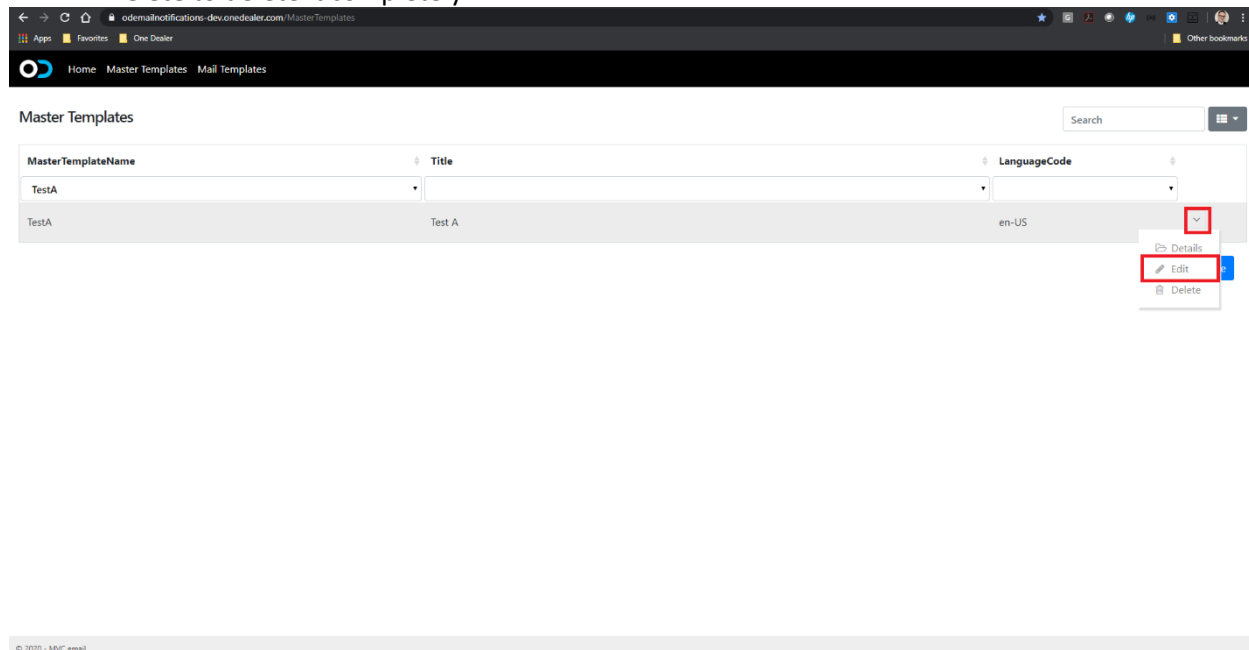 odemailnotifications-dev.onedealer.com/MasterTemplates
Apps Favorites One Dealer Other bookmarks
Home Master Templates Mail Templates
Master Templates Search
MasterTemplateName Title LanguageCode
TestA
TestA Test A en-US
Details
Edit
Delete
© 2020 - MVC email